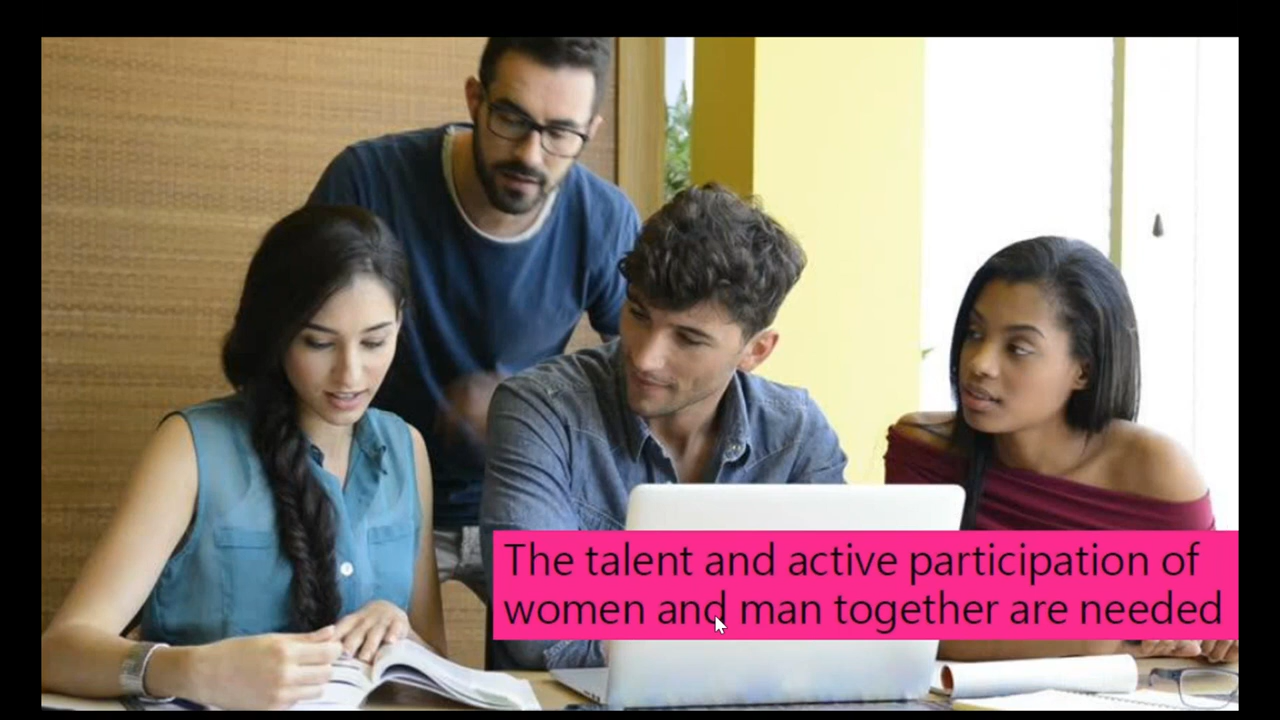 The talent and active participation of
women and man together are needed